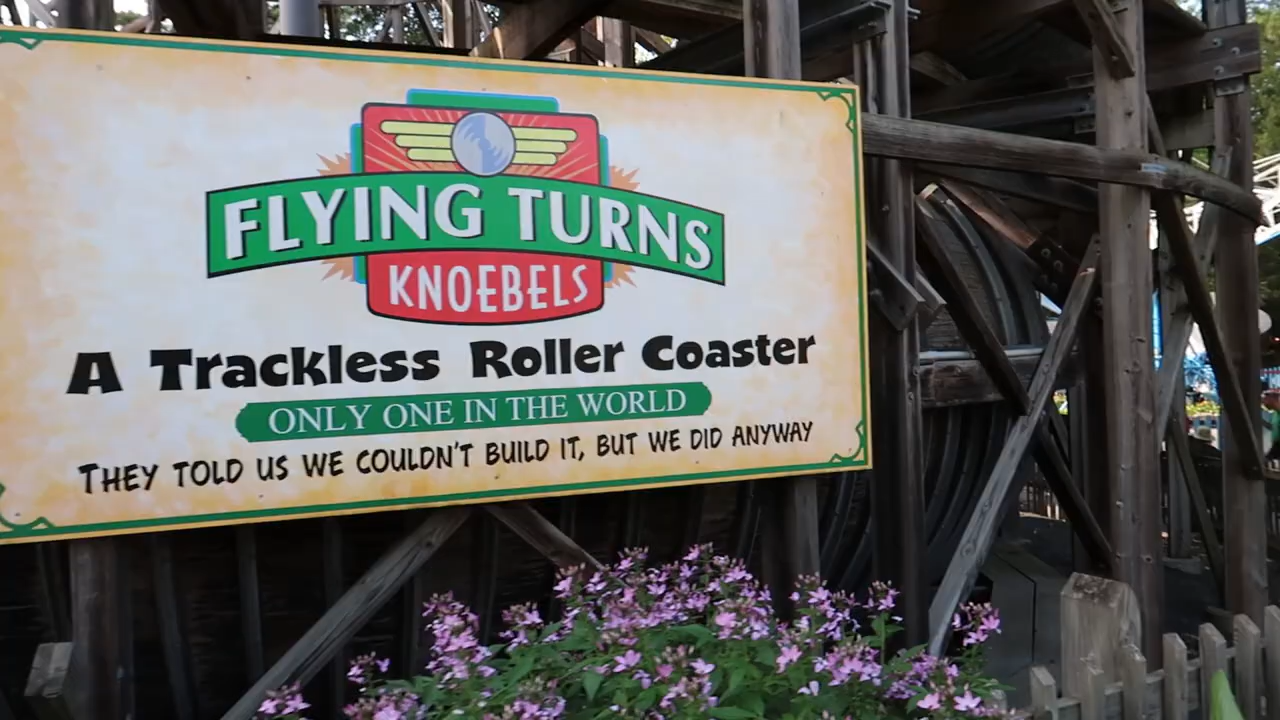 FLYING TURNS
KNOEBELS
A Trackless Roller Coaster
ONLY ONE IN THE WORLD
THEY TOLD US WE COULDN'T BUILD IT, BUT WE DID ANYWAY